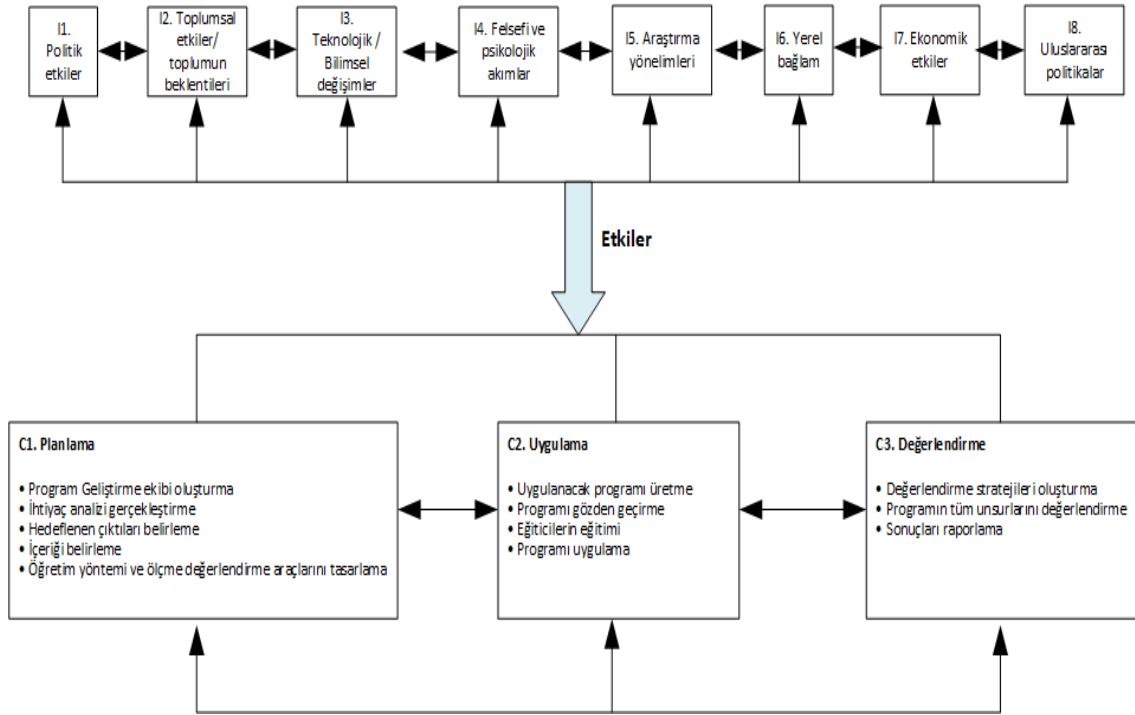 I1.
Politik
etkiler
I2. Toplumsal
etkiler/
toplumun
beklentileri
I3.
Teknolojik /
Bilimsel
değişimler
I4. Felsefi ve
psikolojik
akımlar
I5. Araştırma
yönelimleri
I6. Yerel
bağlam
I7. Ekonomik
etkiler
I8.
Uluslararası
politikalar
Etkiler
C1. Planlama
• Program Geliştirme ekibi oluşturma
• İhtiyaç analizi gerçekleştirme
• Hedeflenen çıktıları belirleme
• İçeriği belirleme
• Öğretim yöntemi ve ölçme değerlendirme araçlarını tasarlama
C2. Uygulama
• Uygulanacak programı üretme
• Programı gözden geçirme
• Eğiticilerin eğitimi
• Programı uygulama
C3. Değerlendirme
• Değerlendirme stratejileri oluşturma
• Programın tüm unsurlarını değerlendirme
• Sonuçları raporlama